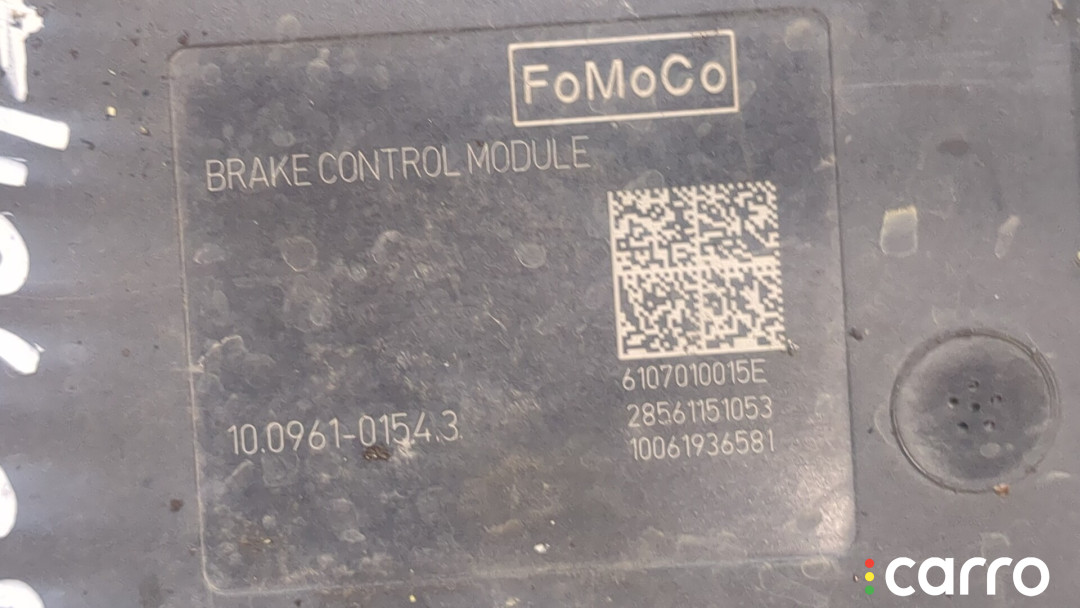 FoMoCo
BRAKE CONTROL MODULE
6107010015E
28561151053
10061936581
10.0961-0154.3
carro